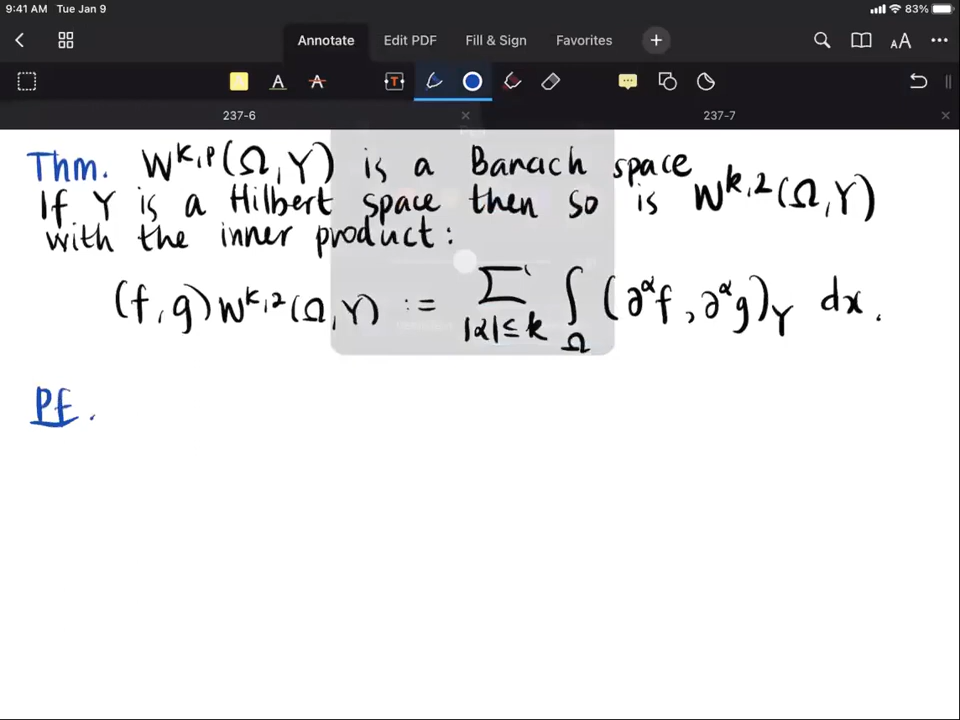 9:41 AM Tue Jan 9 83%
Annotate Edit PDF Fill & Sign Favorites
237-6 237-7
Thm. W^{k,p}(Ω,Y) is a Banach space
If Y is a Hilbert space then so is W^{k,2}(Ω,Y)
with the inner product:
(f,g)_{W^{k,2}(Ω,Y)} := ∑_{|α|≤k} ∫_Ω (∂^α f, ∂^α g)_Y dx.
Pf.